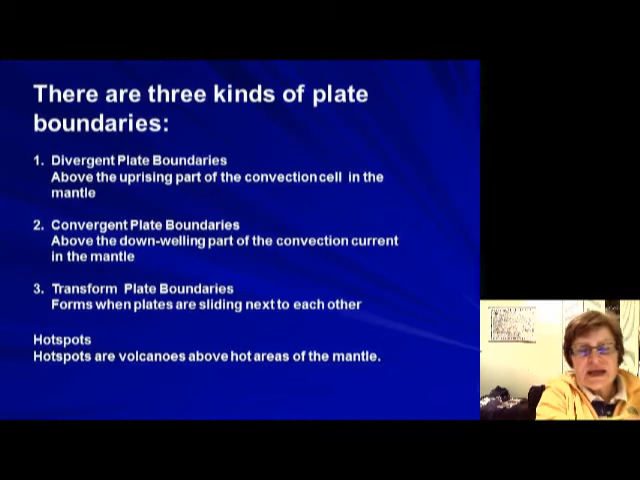 There are three kinds of plate
boundaries:
1. Divergent Plate Boundaries
Above the uprising part of the convection cell in the
mantle
2. Convergent Plate Boundaries
Above the down-welling part of the convection current
in the mantle
3. Transform Plate Boundaries
Forms when plates are sliding next to each other
Hotspots
Hotspots are volcanoes above hot areas of the mantle.